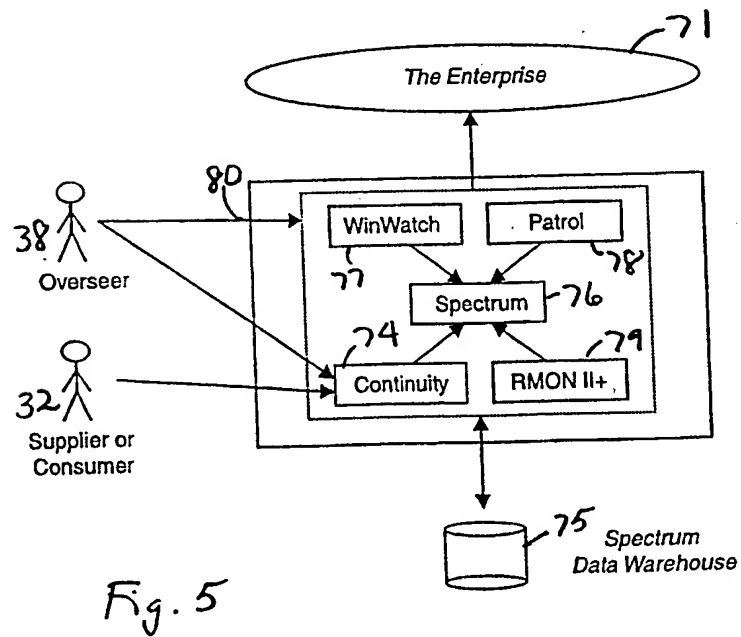 71
The Enterprise
80
38
Overseer
WinWatch
77
Patrol
78
Spectrum
76
74
Continuity
79
RMON II+
32
Supplier or
Consumer
75
Spectrum
Data Warehouse
Fig. 5